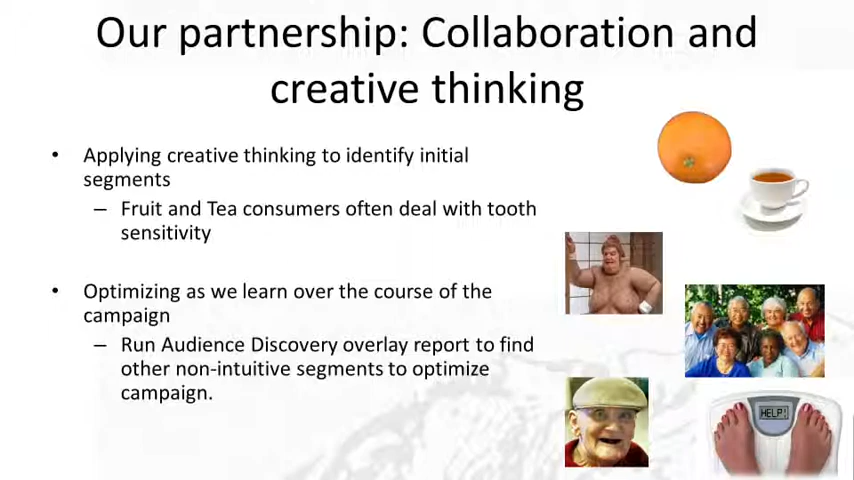 Our partnership: Collaboration and
creative thinking
• Applying creative thinking to identify initial
segments
– Fruit and Tea consumers often deal with tooth
sensitivity
• Optimizing as we learn over the course of the
campaign
– Run Audience Discovery overlay report to find
other non-intuitive segments to optimize
campaign.
HELP!